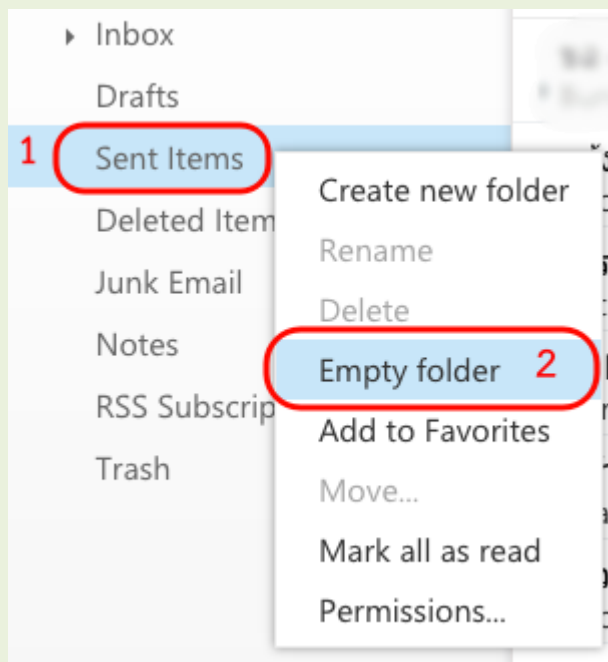 Inbox
Drafts
1 Sent Items
Deleted Item
Junk Email
Notes
RSS Subscrip
Trash
Create new folder
Rename
Delete
Empty folder 2
Add to Favorites
Move...
Mark all as read
Permissions...